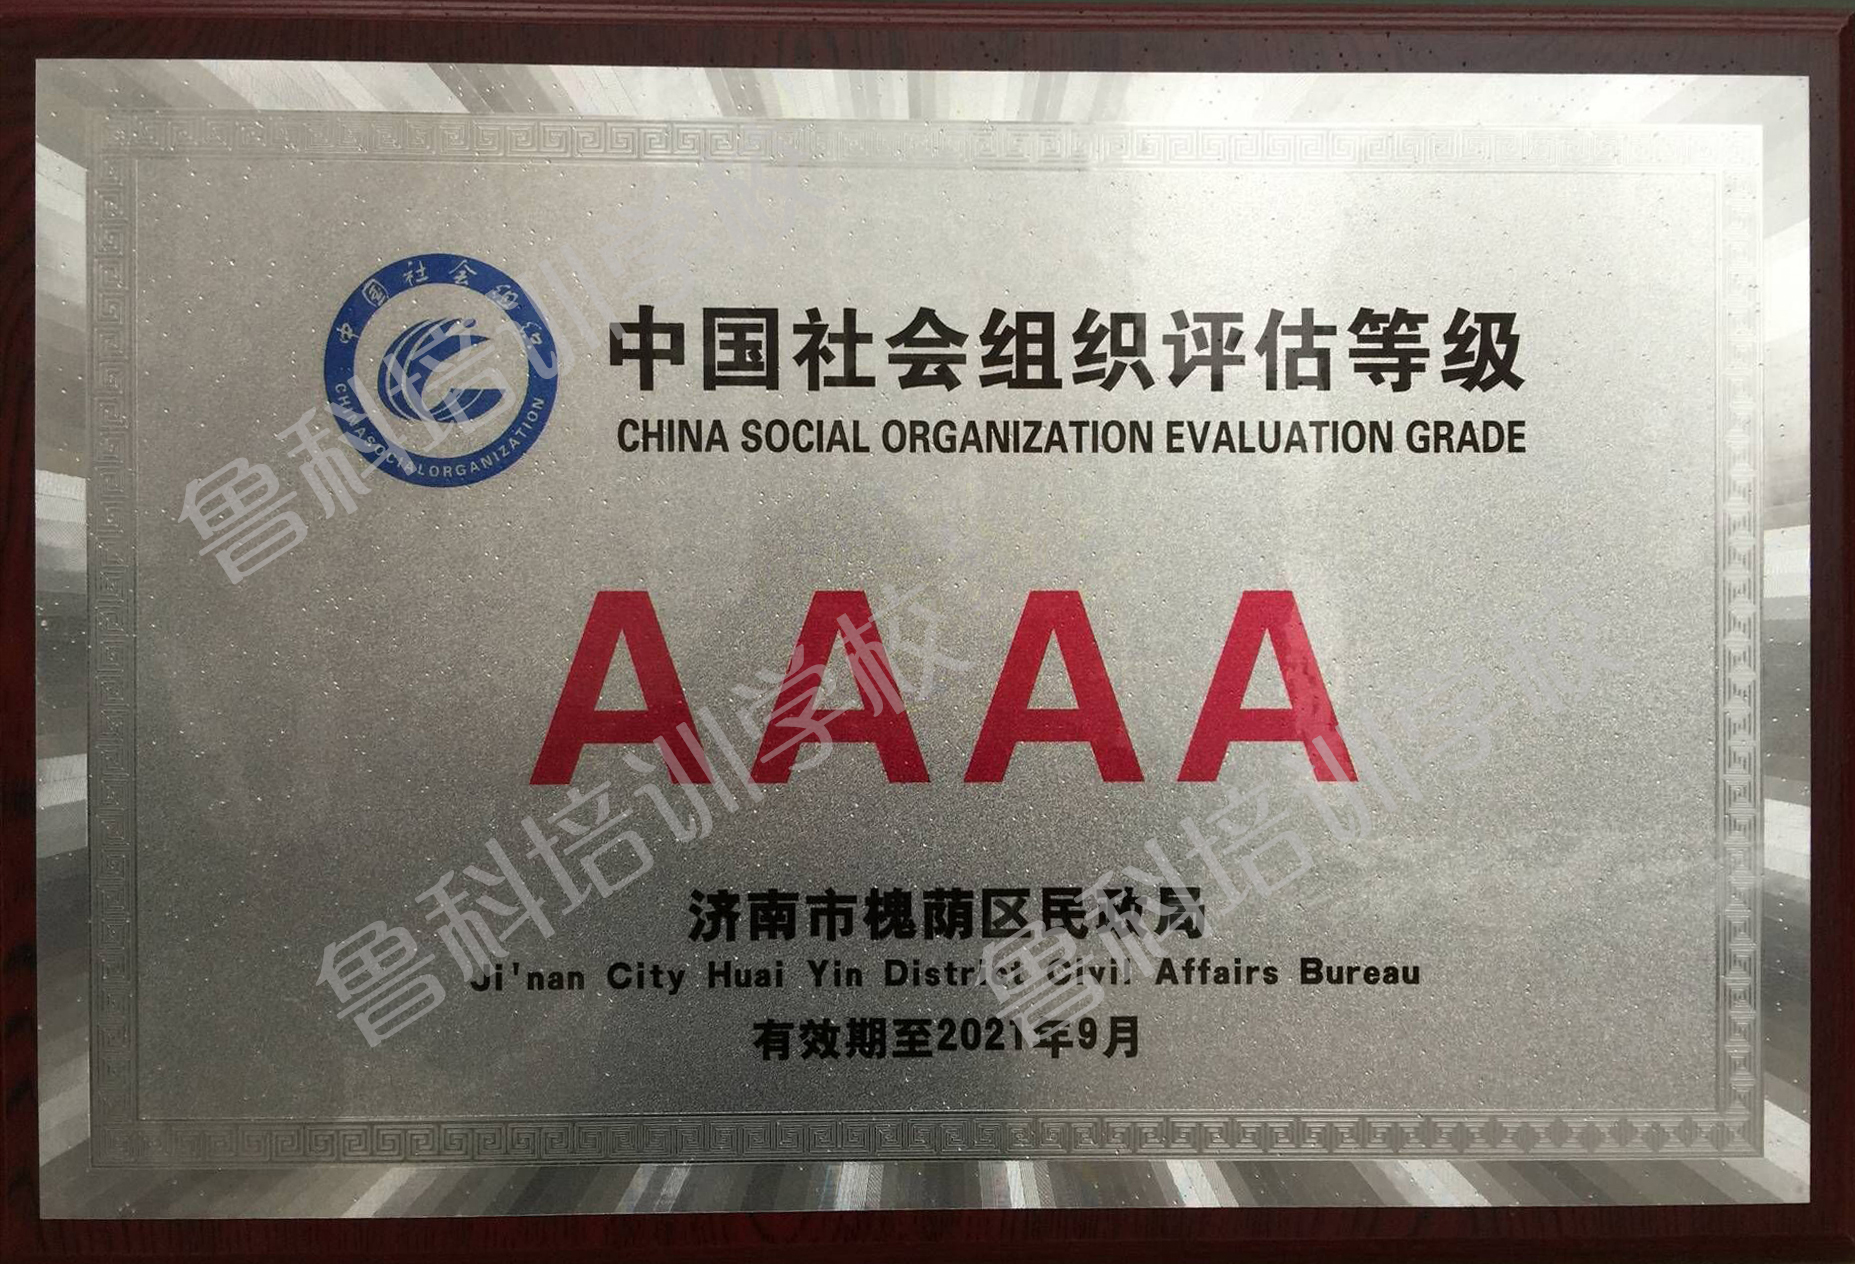 中国社会组织
CHINA SOCIAL ORGANIZATION
中国社会组织评估等级
CHINA SOCIAL ORGANIZATION EVALUATION GRADE
AAAA
济南市槐荫区民政局
Ji'nan City Huai Yin District Civil Affairs Bureau
有效期至2021年9月
鲁科培训学校
鲁科培训学校
鲁科培训学校